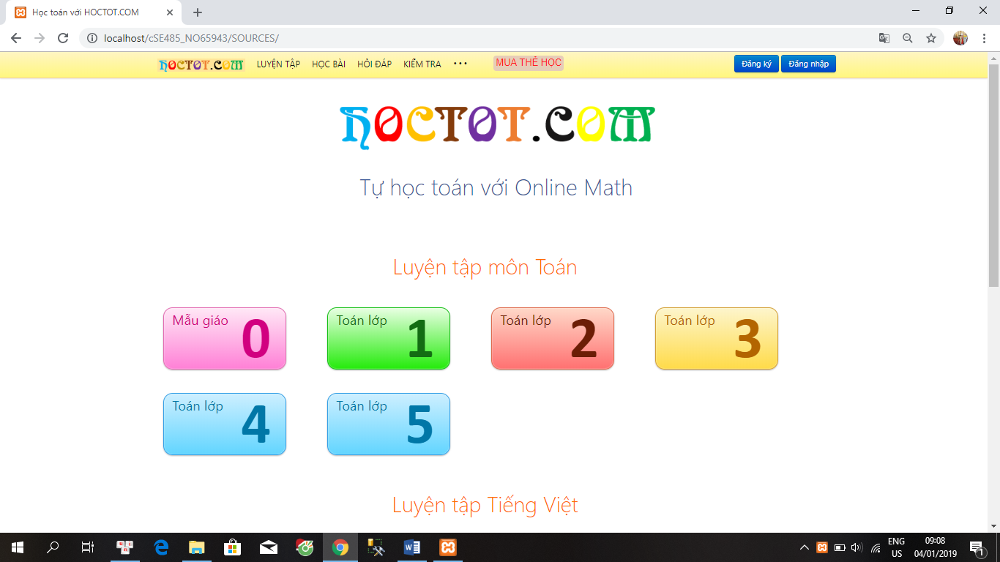 Học toán với HOCTOT.COM
localhost/cSE485_NO65943/SOURCES/
HOCTOT.COM LUYỆN TẬP HỌC BÀI HỎI ĐÁP KIỂM TRA ••• MUA THẺ HỌC Đăng ký Đăng nhập
HOCTOT.COM
Tự học toán với Online Math
Luyện tập môn Toán
Mẫu giáo 0 Toán lớp 1 Toán lớp 2 Toán lớp 3
Toán lớp 4 Toán lớp 5
Luyện tập Tiếng Việt
ENG 09:08
US 04/01/2019 1